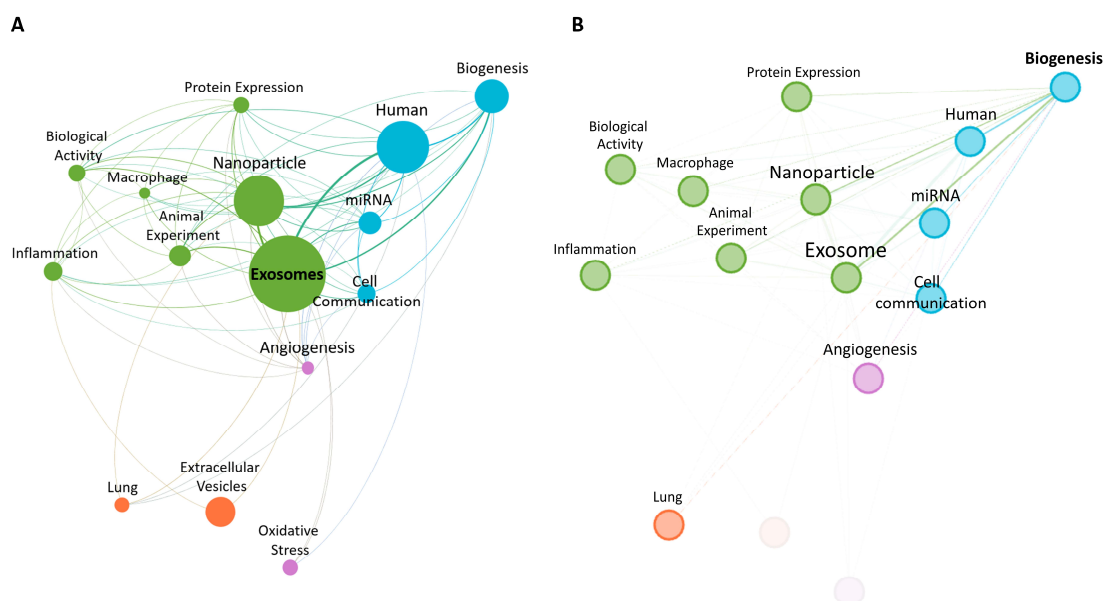 A
Biogenesis
Protein Expression
Human
Biological
Activity
Nanoparticle
Macrophage
miRNA
Animal
Experiment
Inflammation
Exosomes
Cell
Communication
Angiogenesis
Lung
Extracellular
Vesicles
Oxidative
Stress
B
Biogenesis
Protein Expression
Human
Biological
Activity
Macrophage
Nanoparticle
miRNA
Animal
Experiment
Inflammation
Exosome
Cell
communication
Angiogenesis
Lung